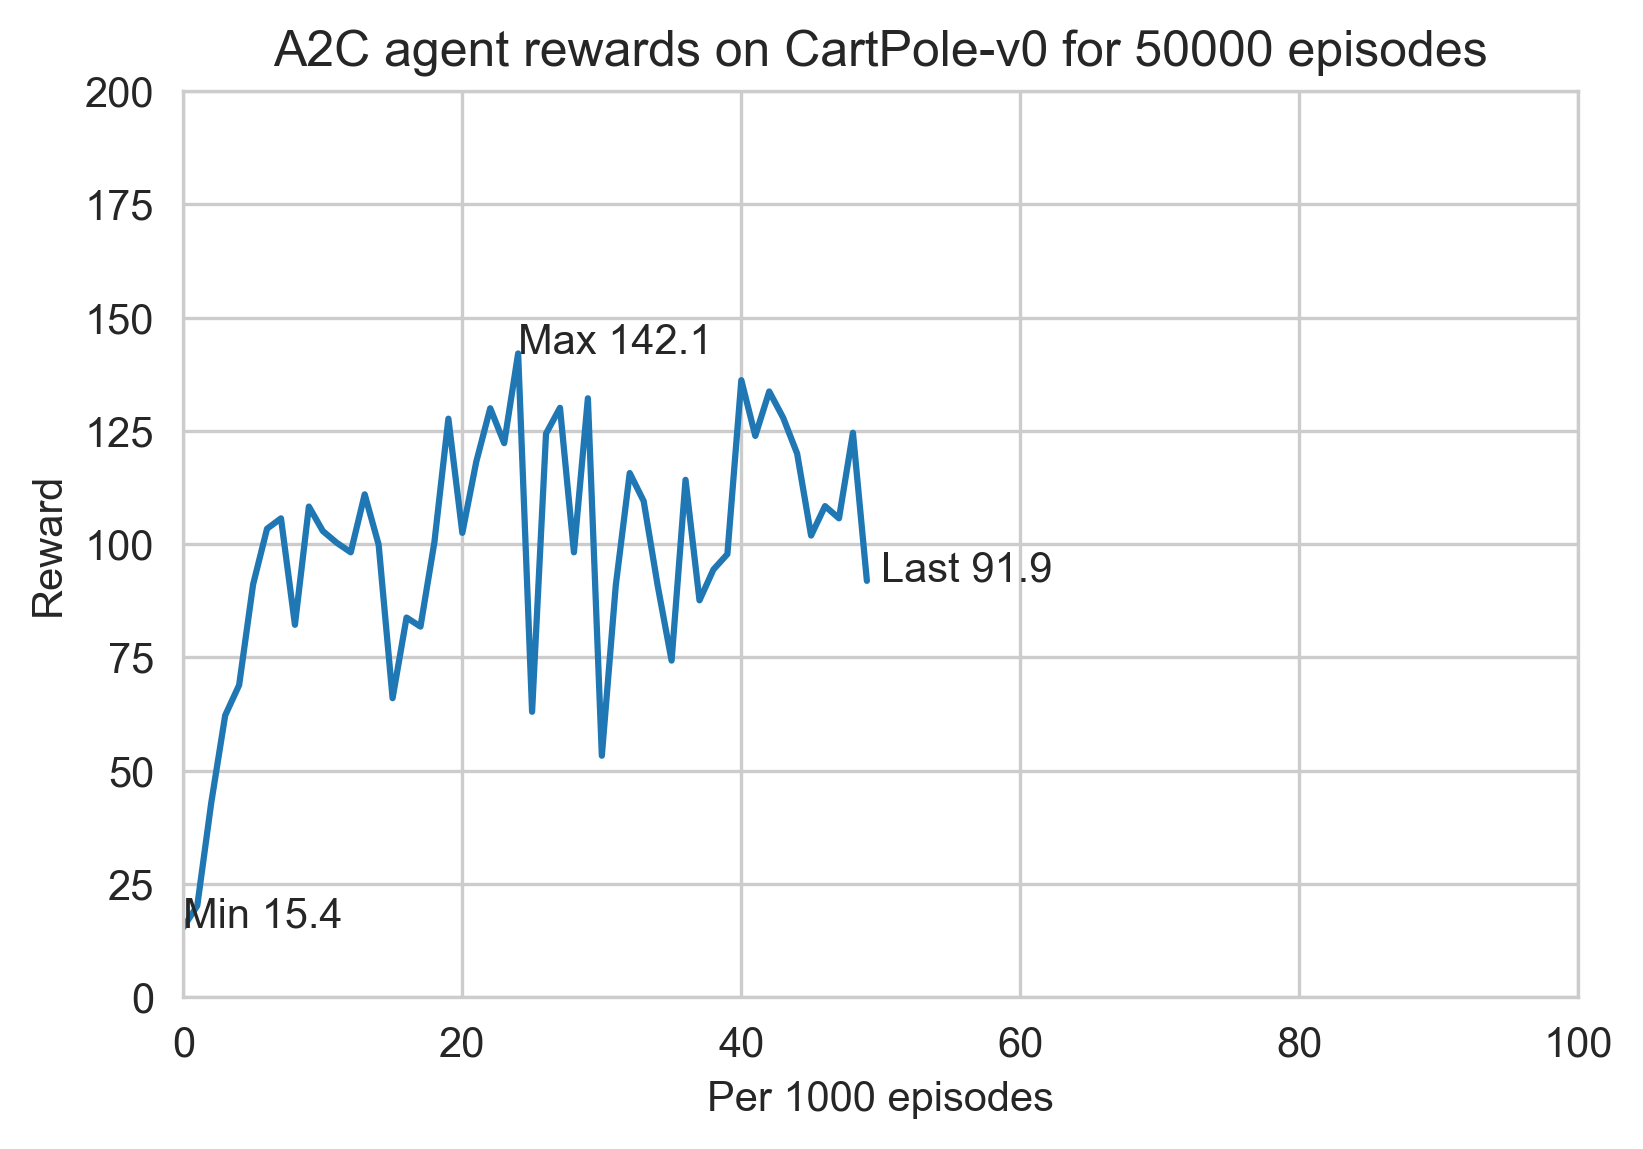 A2C agent rewards on CartPole-v0 for 50000 episodes
200
175
150
Max 142.1
125
Reward
100
Last 91.9
75
50
25
Min 15.4
0
0 20 40 60 80 100
Per 1000 episodes